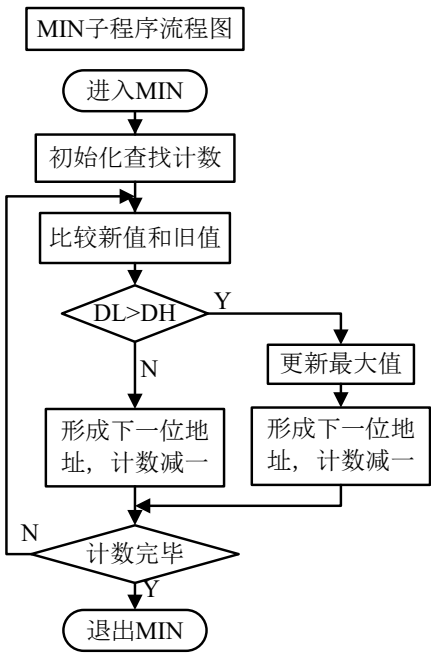 MIN子程序流程图
进入MIN
初始化查找计数
比较新值和旧值
DL>DH
Y
N
更新最大值
形成下一位地
址，计数减一
形成下一位地
址，计数减一
N
计数完毕
Y
退出MIN